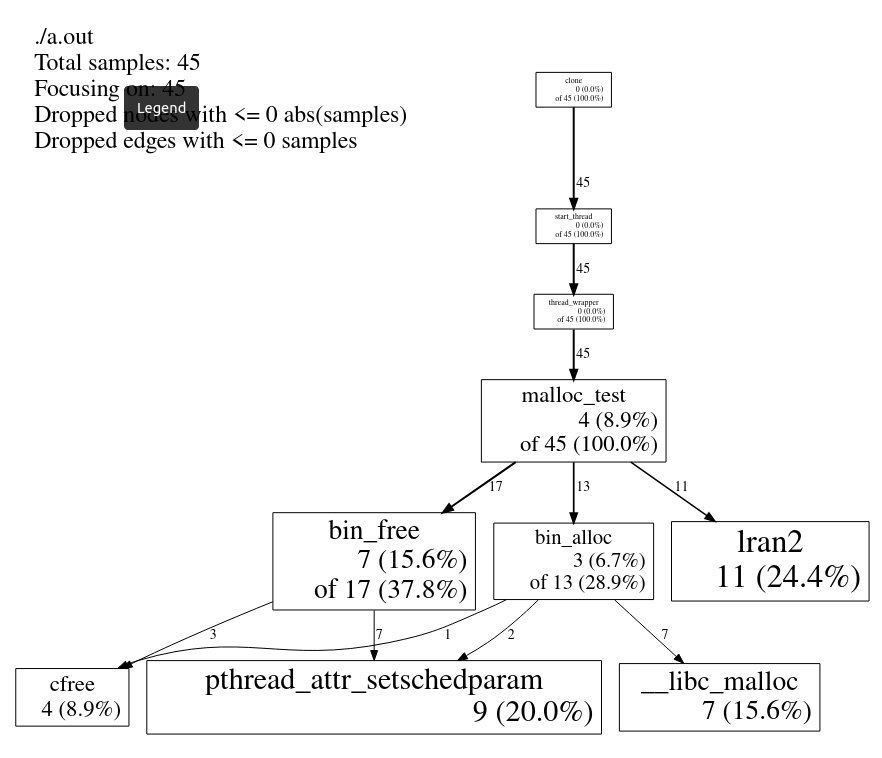 ./a.out
Total samples: 45
Focusing on: 45
Legend
Dropped nodes with <= 0 abs(samples)
Dropped edges with <= 0 samples
clone
0 (0.0%)
of 45 (100.0%)
45
start_thread
0 (0.0%)
of 45 (100.0%)
45
thread_wrapper
0 (0.0%)
of 45 (100.0%)
45
malloc_test
4 (8.9%)
of 45 (100.0%)
17
13
11
bin_free
7 (15.6%)
of 17 (37.8%)
bin_alloc
3 (6.7%)
of 13 (28.9%)
lran2
11 (24.4%)
3
7
1
2
7
cfree
4 (8.9%)
pthread_attr_setschedparam
9 (20.0%)
__libc_malloc
7 (15.6%)